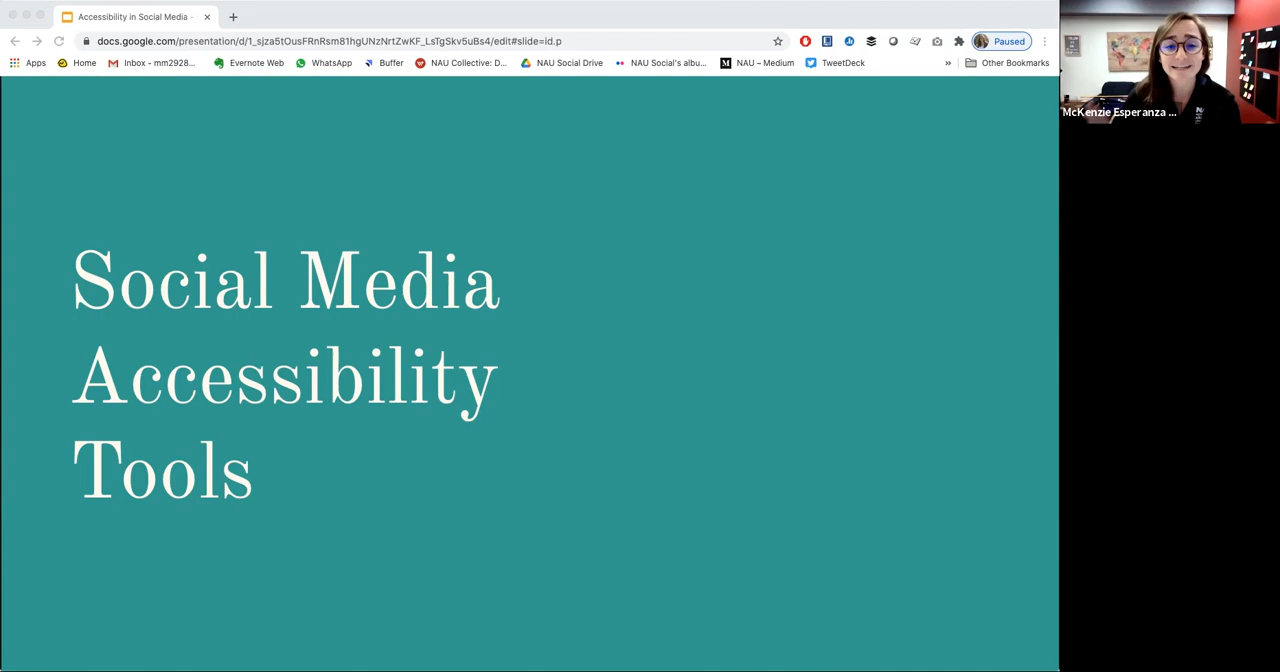 Accessibility in Social Media -
docs.google.com/presentation/d/1_sjza5tOusFRnRsm81hgUNzNrtZwKF_LsTgSkv5uBs4/edit#slide=id.p
Paused
Apps Home Inbox - mm2928... Evernote Web WhatsApp Buffer NAU Collective: D... NAU Social Drive NAU Social's albu... NAU – Medium TweetDeck » Other Bookmarks
McKenzie Esperanza ...
Social Media
Accessibility
Tools